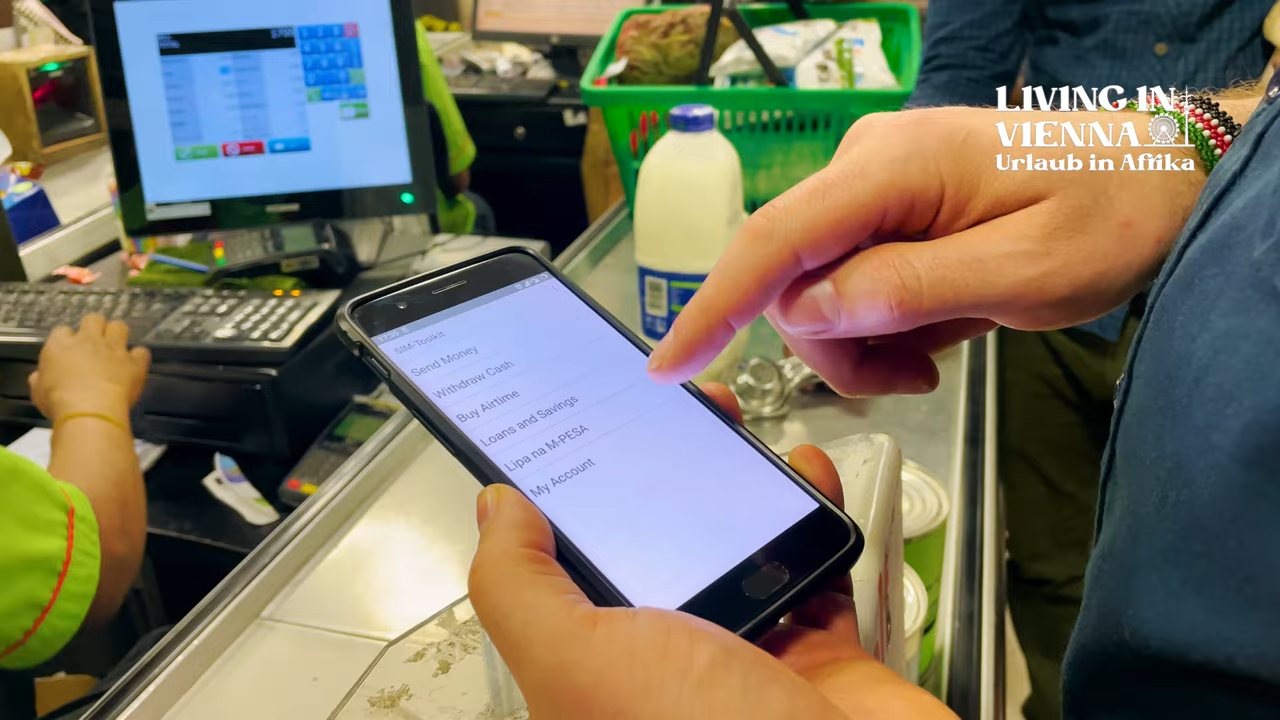 LIVING IN
VIENNA
Urlaub in Afrika
SIM-Toolkit
Send Money
Withdraw Cash
Buy Airtime
Loans and Savings
Lipa na M-PESA
My Account